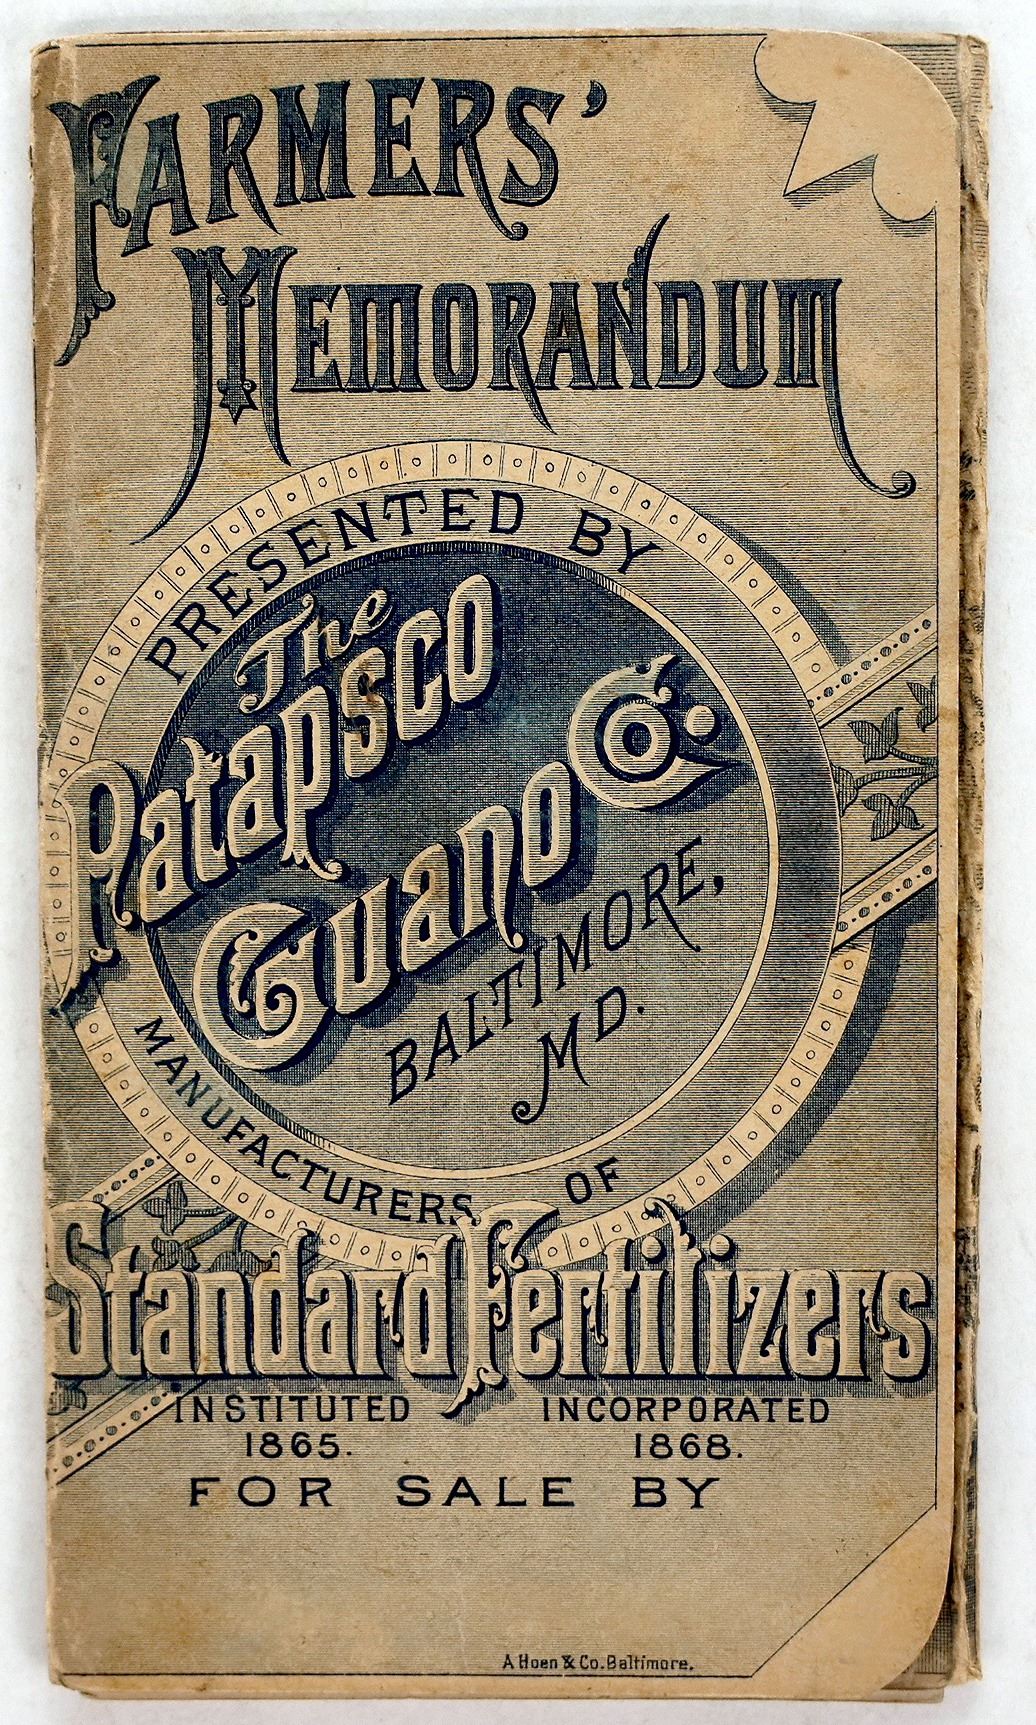 FARMERS'
MEMORANDUM
PRESENTED BY
The
Patapsco
Guano Co.
BALTIMORE,
MD.
MANUFACTURERS OF
Standard Fertilizers
INSTITUTED INCORPORATED
1865. 1868.
FOR SALE BY
A Hoen & Co. Baltimore.